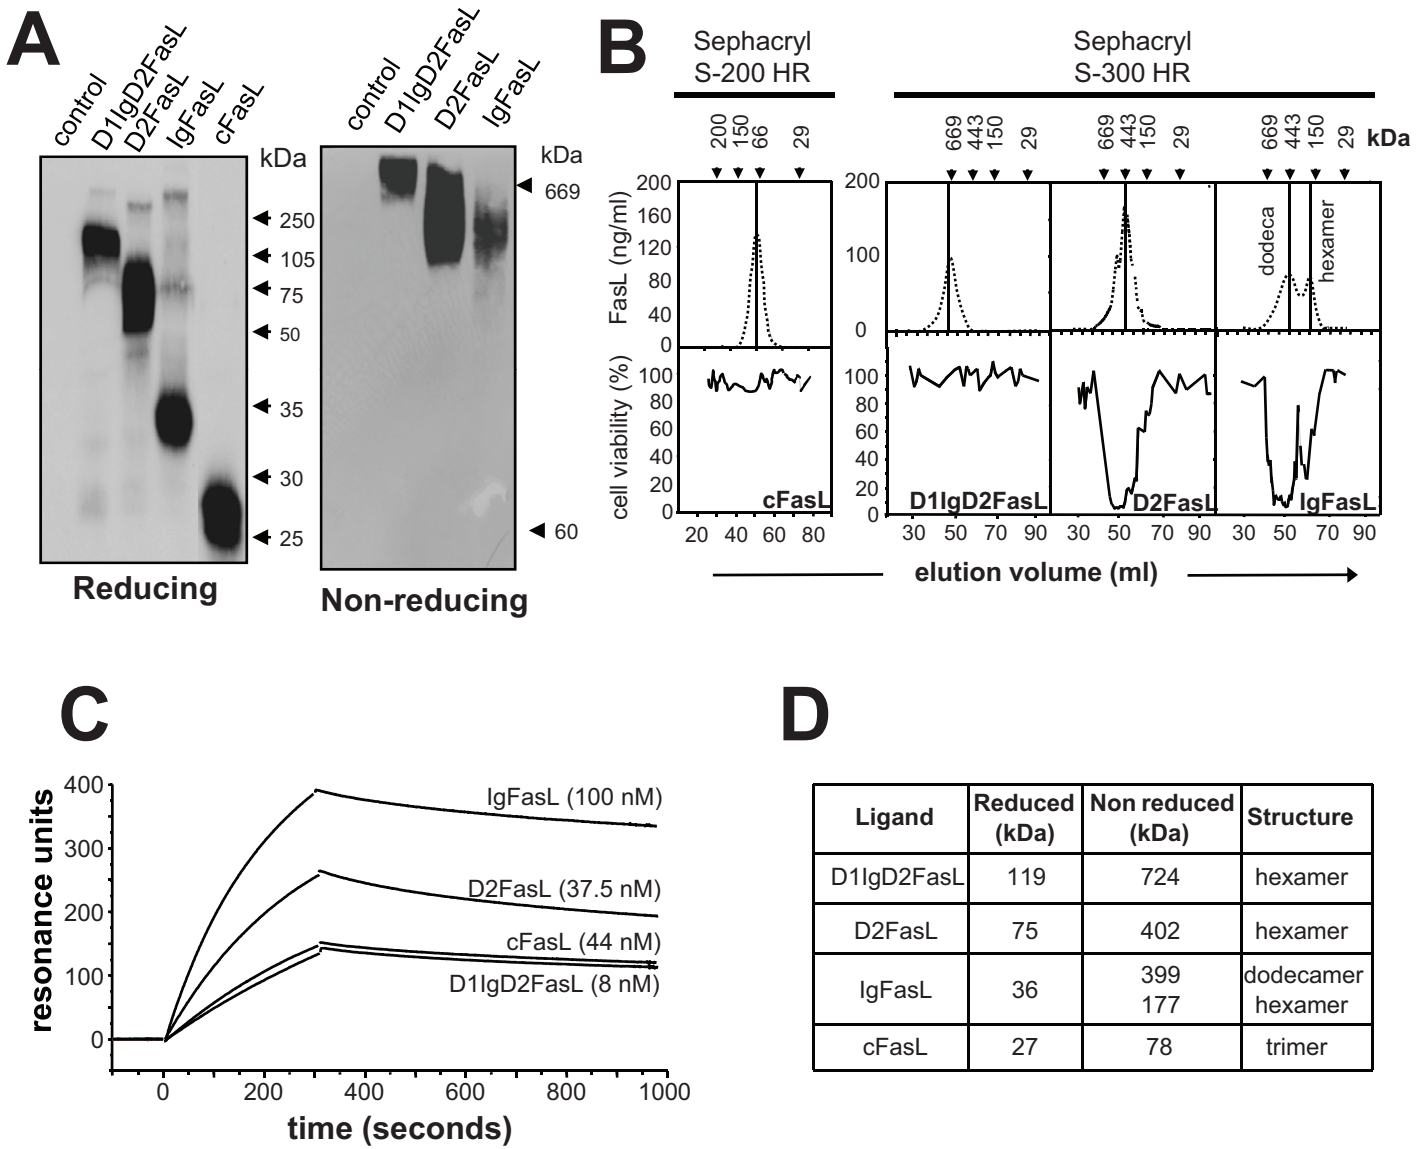 A
control
D1IgD2FasL
D2FasL
IgFasL
cFasL
kDa
250
105
75
50
35
30
25
Reducing
control
D1IgD2FasL
D2FasL
IgFasL
kDa
669
60
Non-reducing
B
Sephacryl
S-200 HR
Sephacryl
S-300 HR
200 150 66 29
669 443 150 29
669 443 150 29
669 443 150 29 kDa
FasL (ng/ml)
200
160
120
80
40
0
200
100
0
dodeca
hexamer
cell viability (%)
100
80
60
40
20
0
cFasL
100
80
60
40
20
0
D1IgD2FasL
D2FasL
IgFasL
20 40 60 80
30 50 70 90
30 50 70 90
30 50 70 90
elution volume (ml)
C
resonance units
400
300
200
100
0
IgFasL (100 nM)
D2FasL (37.5 nM)
cFasL (44 nM)
D1IgD2FasL (8 nM)
0 200 400 600 800 1000
time (seconds)
D
Ligand Reduced (kDa) Non reduced (kDa) Structure
D1IgD2FasL 119 724 hexamer
D2FasL 75 402 hexamer
IgFasL 36 399 dodecamer
177 hexamer
cFasL 27 78 trimer